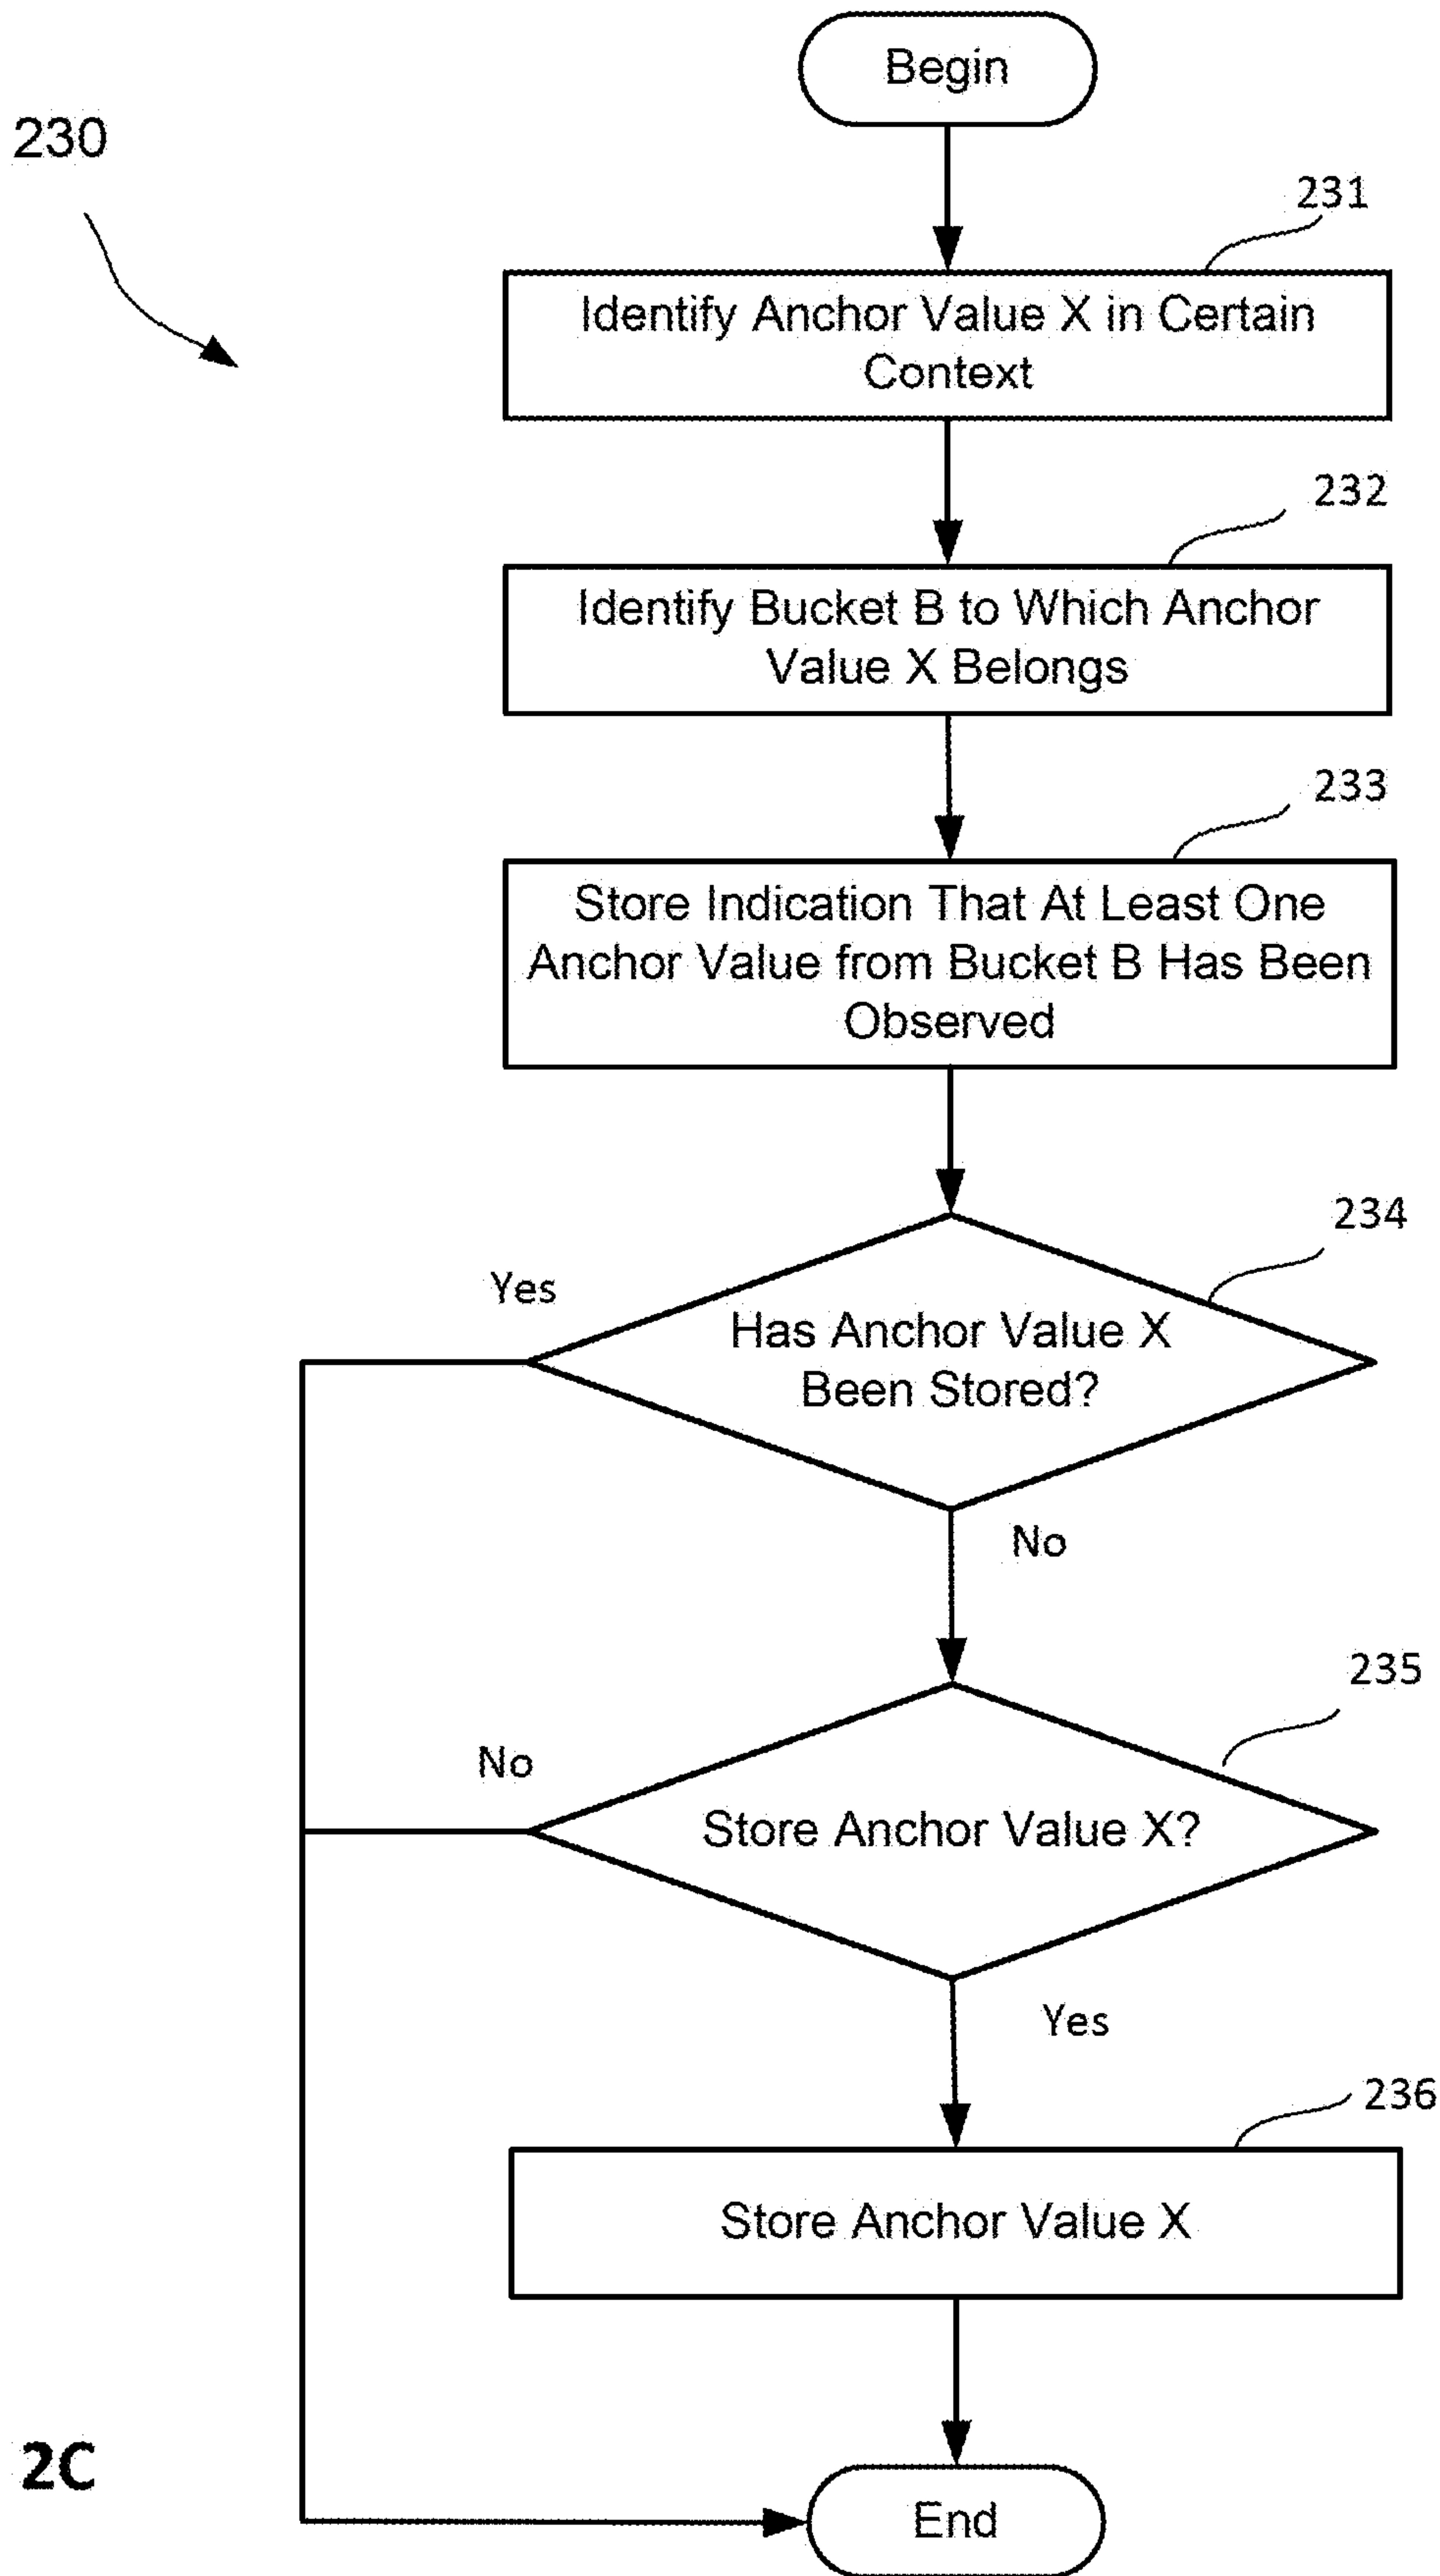 Begin
230
231
Identify Anchor Value X in Certain
Context
232
Identify Bucket B to Which Anchor
Value X Belongs
233
Store Indication That At Least One
Anchor Value from Bucket B Has Been
Observed
234
Yes
Has Anchor Value X
Been Stored?
No
235
No
Store Anchor Value X?
Yes
236
Store Anchor Value X
2C
End